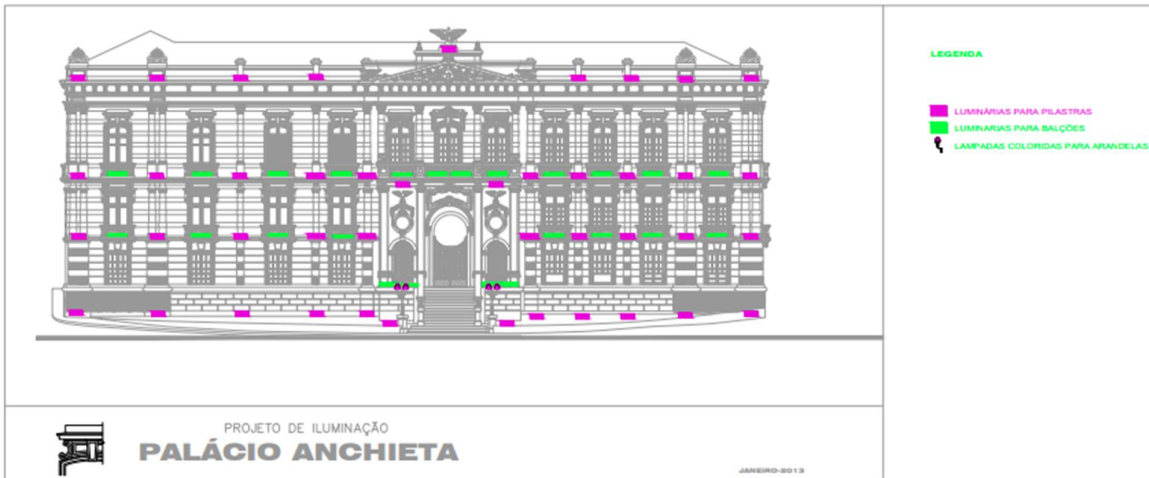 LEGENDA
LUMINÁRIAS PARA PILASTRAS
LUMINARIAS PARA BALÇÕES
LAMPADAS COLORIDAS PARA ARANDELAS
PROJETO DE ILUMINAÇÃO
PALÁCIO ANCHIETA
JANEIRO-2013